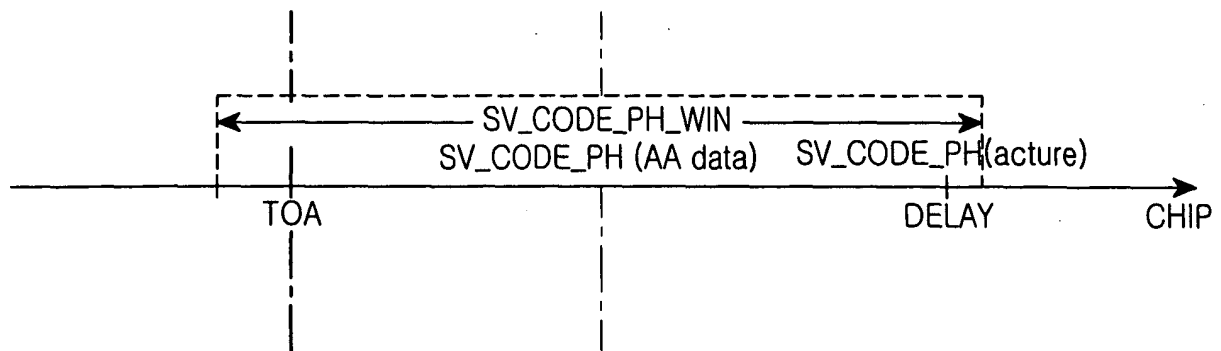 SV_CODE_PH_WIN
SV_CODE_PH (AA data) SV_CODE_PH(acture)
TOA DELAY CHIP